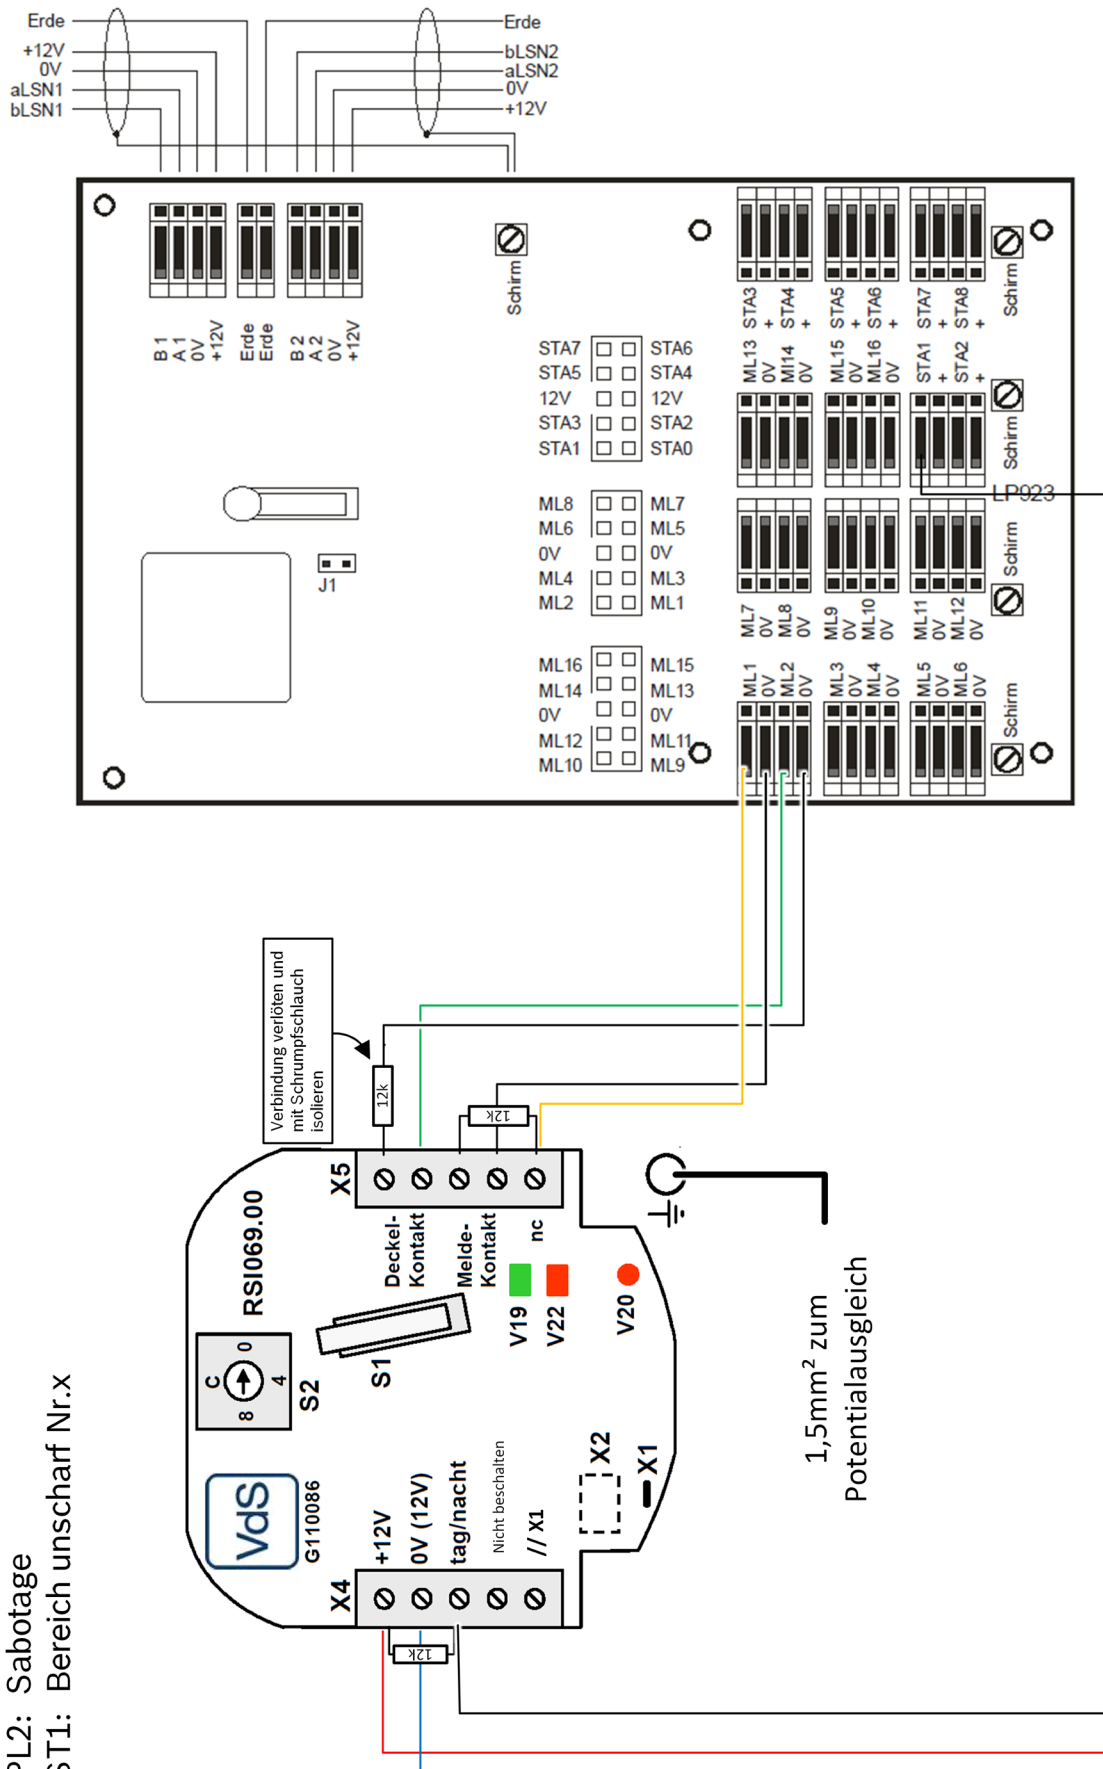 Erde
+12V
0V
aLSN1
bLSN1
Erde
bLSN2
aLSN2
0V
+12V
B 1
A 1
0V
+12V
Erde
Erde
B 2
A 2
0V
+12V
Schirm
STA7 STA6
STA5 STA4
12V 12V
STA3 STA2
STA1 STA0
ML8 ML7
ML6 ML5
0V 0V
ML4 ML3
ML2 ML1
ML16 ML15
ML14 ML13
0V 0V
ML12 ML11
ML10 ML9
J1
STA3
+
STA4
+
STA5
+
STA6
+
STA7
+
STA8
+
Schirm
ML13
0V
MI14
0V
ML15
0V
ML16
0V
STA1
+
STA2
+
Schirm
LP923
ML7
0V
ML8
0V
ML9
0V
ML10
0V
ML11
0V
ML12
0V
Schirm
ML1
0V
ML2
0V
ML3
0V
ML4
0V
ML5
0V
ML6
0V
Schirm
Verbindung verlöten und
mit Schrumpfschlauch
isolieren
12k
12k
X5
RSI069.00
Deckel-
Kontakt
Melde-
Kontakt
nc
V19
V22
V20
S1
S2
C
0
4
8
VdS
G110086
X4
+12V
0V (12V)
tag/nacht
Nicht beschalten
// X1
X2
X1
12k
1,5mm² zum
Potentialausgleich
PL2: Sabotage
ST1: Bereich unscharf Nr.x